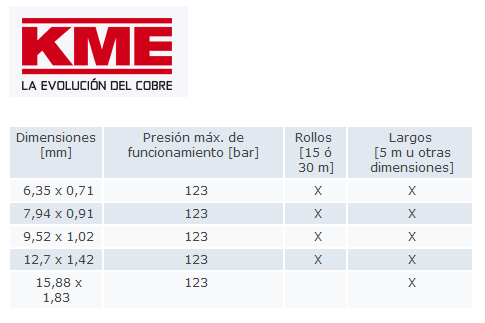 KME
LA EVOLUCIÓN DEL COBRE
Dimensiones [mm] Presión máx. de funcionamiento [bar] Rollos [15 ó 30 m] Largos [5 m u otras dimensiones]
6,35 x 0,71 123 X X
7,94 x 0,91 123 X X
9,52 x 1,02 123 X X
12,7 x 1,42 123 X X
15,88 x 1,83 123 X